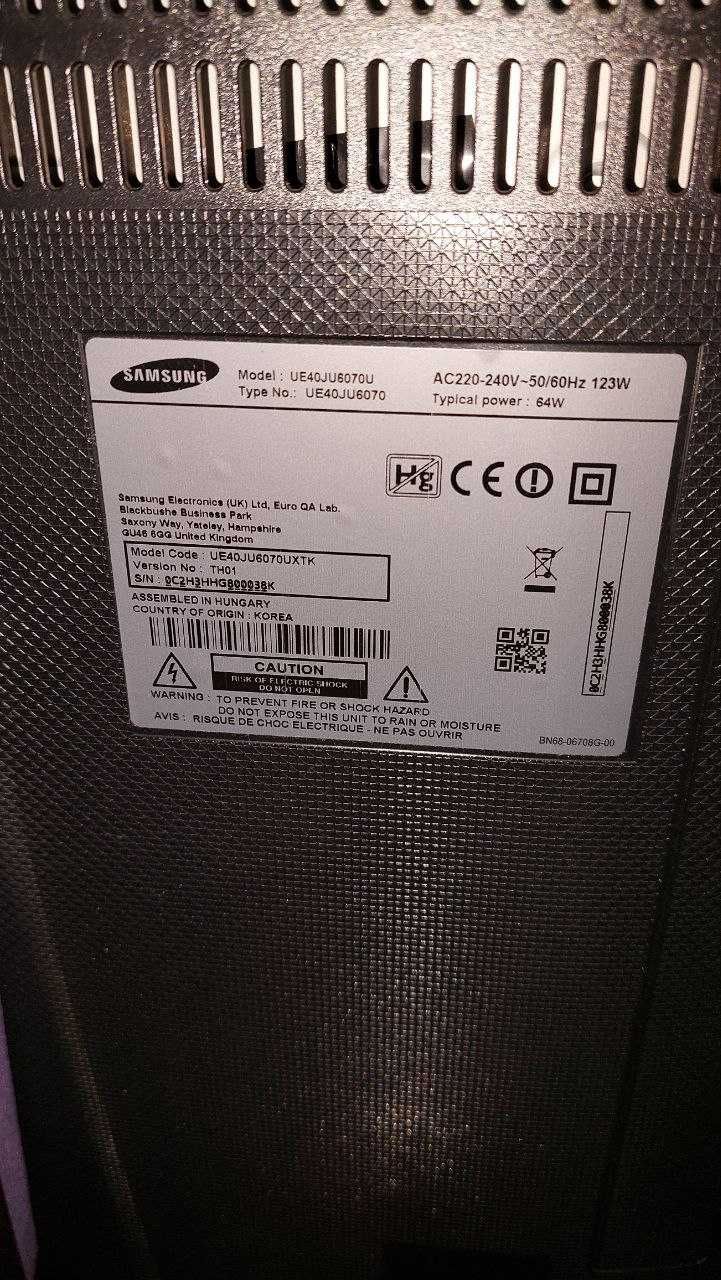 SAMSUNG
Model : UE40JU6070U
Type No.: UE40JU6070
AC220-240V~50/60Hz 123W
Typical power : 64W
Hg
CE
Samsung Electronics (UK) Ltd, Euro QA Lab.
Blackbushe Business Park
Saxony Way, Yateley, Hampshire
GU46 6GG United Kingdom
Model Code : UE40JU6070UXTK
Version No : TH01
S/N : 0C2H3HHG800038K
ASSEMBLED IN HUNGARY
COUNTRY OF ORIGIN : KOREA
0C2H3HHG800038K
CAUTION
RISK OF ELECTRIC SHOCK
DO NOT OPEN
WARNING : TO PREVENT FIRE OR SHOCK HAZARD
DO NOT EXPOSE THIS UNIT TO RAIN OR MOISTURE
AVIS : RISQUE DE CHOC ELECTRIQUE - NE PAS OUVRIR
BN68-06708G-00